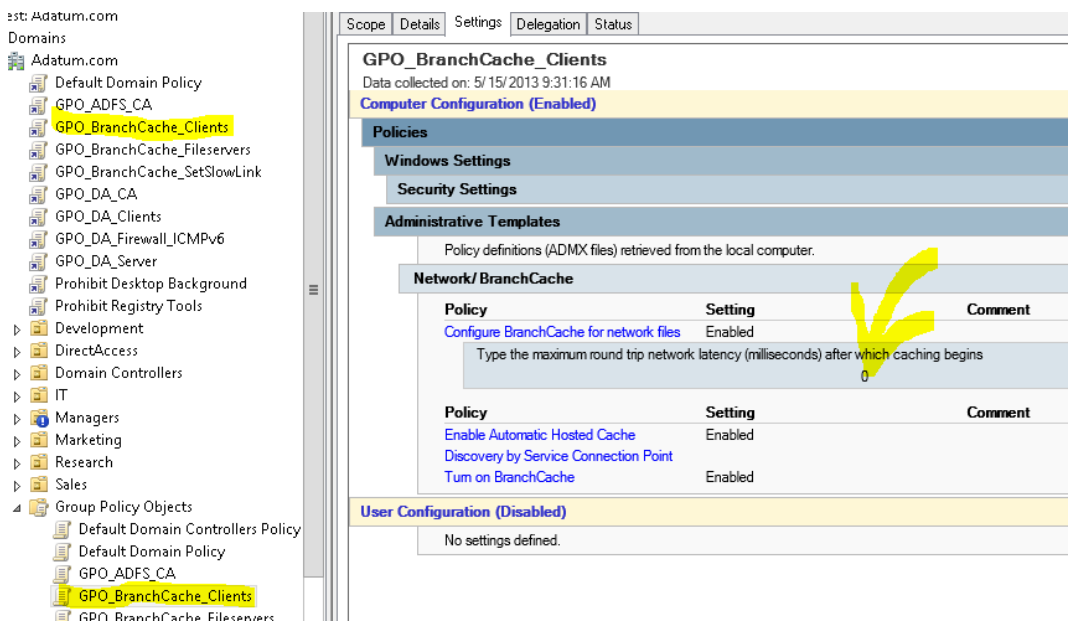 est: Adatum.com
Domains
Adatum.com
Default Domain Policy
GPO_ADFS_CA
GPO_BranchCache_Clients
GPO_BranchCache_Fileservers
GPO_BranchCache_SetSlowLink
GPO_DA_CA
GPO_DA_Clients
GPO_DA_Firewall_ICMPv6
GPO_DA_Server
Prohibit Desktop Background
Prohibit Registry Tools
Development
DirectAccess
Domain Controllers
IT
Managers
Marketing
Research
Sales
Group Policy Objects
Default Domain Controllers Policy
Default Domain Policy
GPO_ADFS_CA
GPO_BranchCache_Clients
GPO_BranchCache_Fileservers
Scope Details Settings Delegation Status
GPO_BranchCache_Clients
Data collected on: 5/15/2013 9:31:16 AM
Computer Configuration (Enabled)
Policies
Windows Settings
Security Settings
Administrative Templates
Policy definitions (ADMX files) retrieved from the local computer.
Network/BranchCache
Policy Setting Comment
Configure BranchCache for network files Enabled
Type the maximum round trip network latency (milliseconds) after which caching begins
0
Policy Setting Comment
Enable Automatic Hosted Cache Enabled
Discovery by Service Connection Point
Turn on BranchCache Enabled
User Configuration (Disabled)
No settings defined.